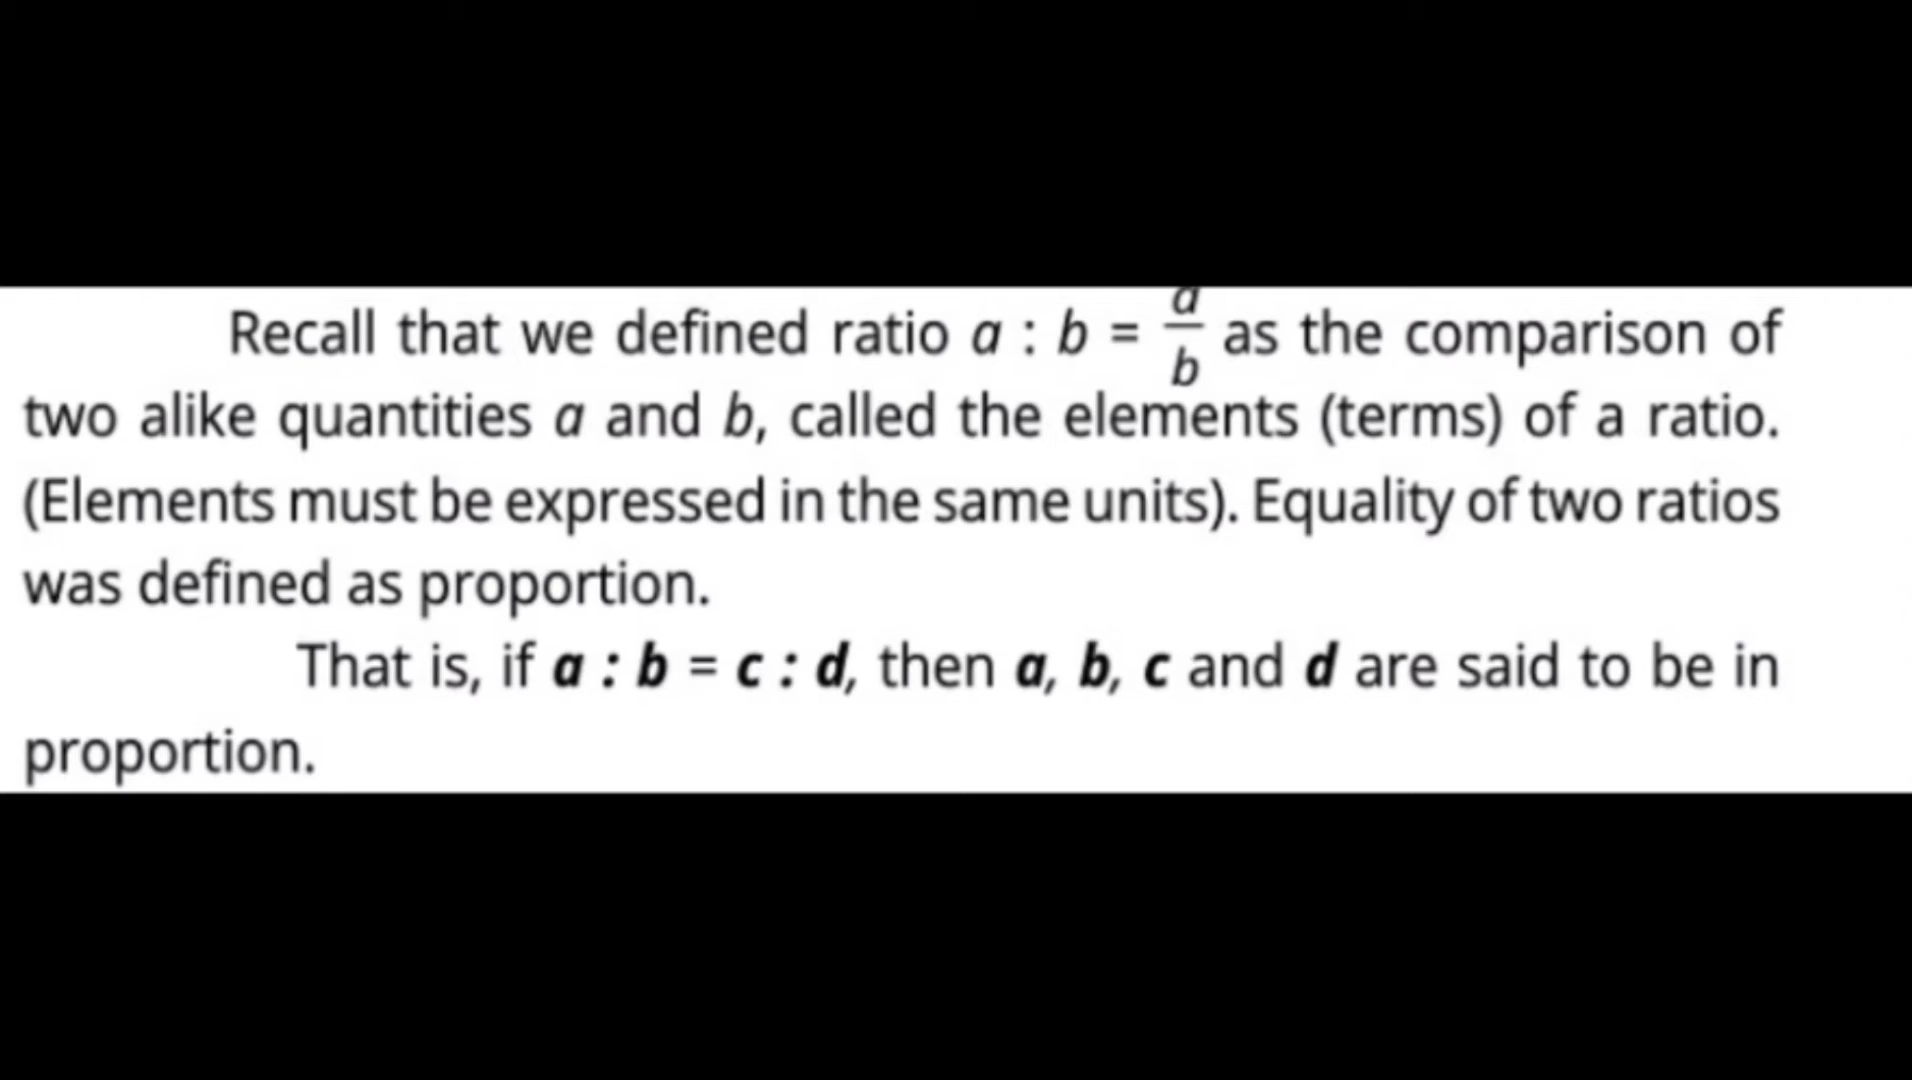 Recall that we defined ratio a : b = a/b as the comparison of
two alike quantities a and b, called the elements (terms) of a ratio.
(Elements must be expressed in the same units). Equality of two ratios
was defined as proportion.
That is, if a : b = c : d, then a, b, c and d are said to be in
proportion.